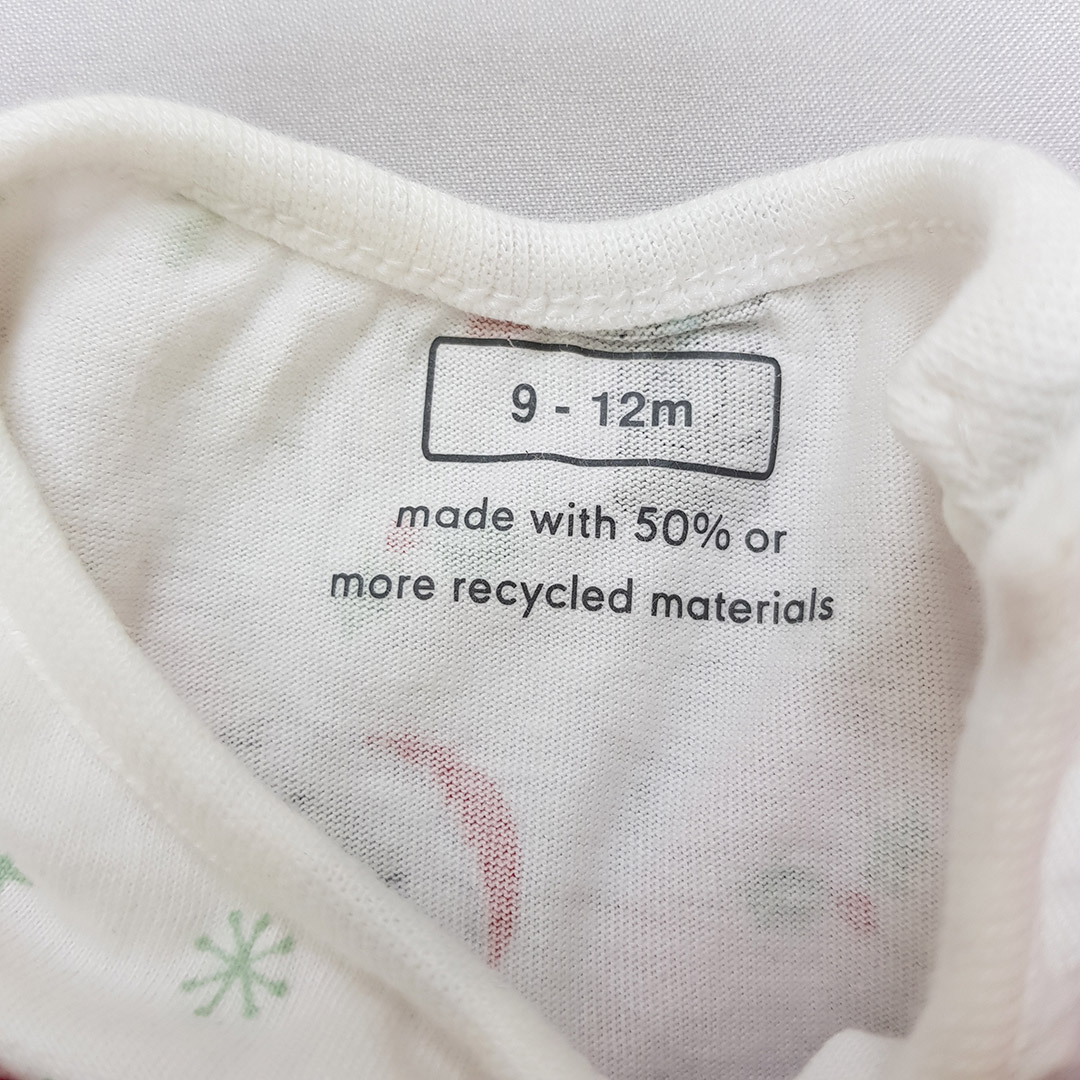 9 - 12m
made with 50% or
more recycled materials